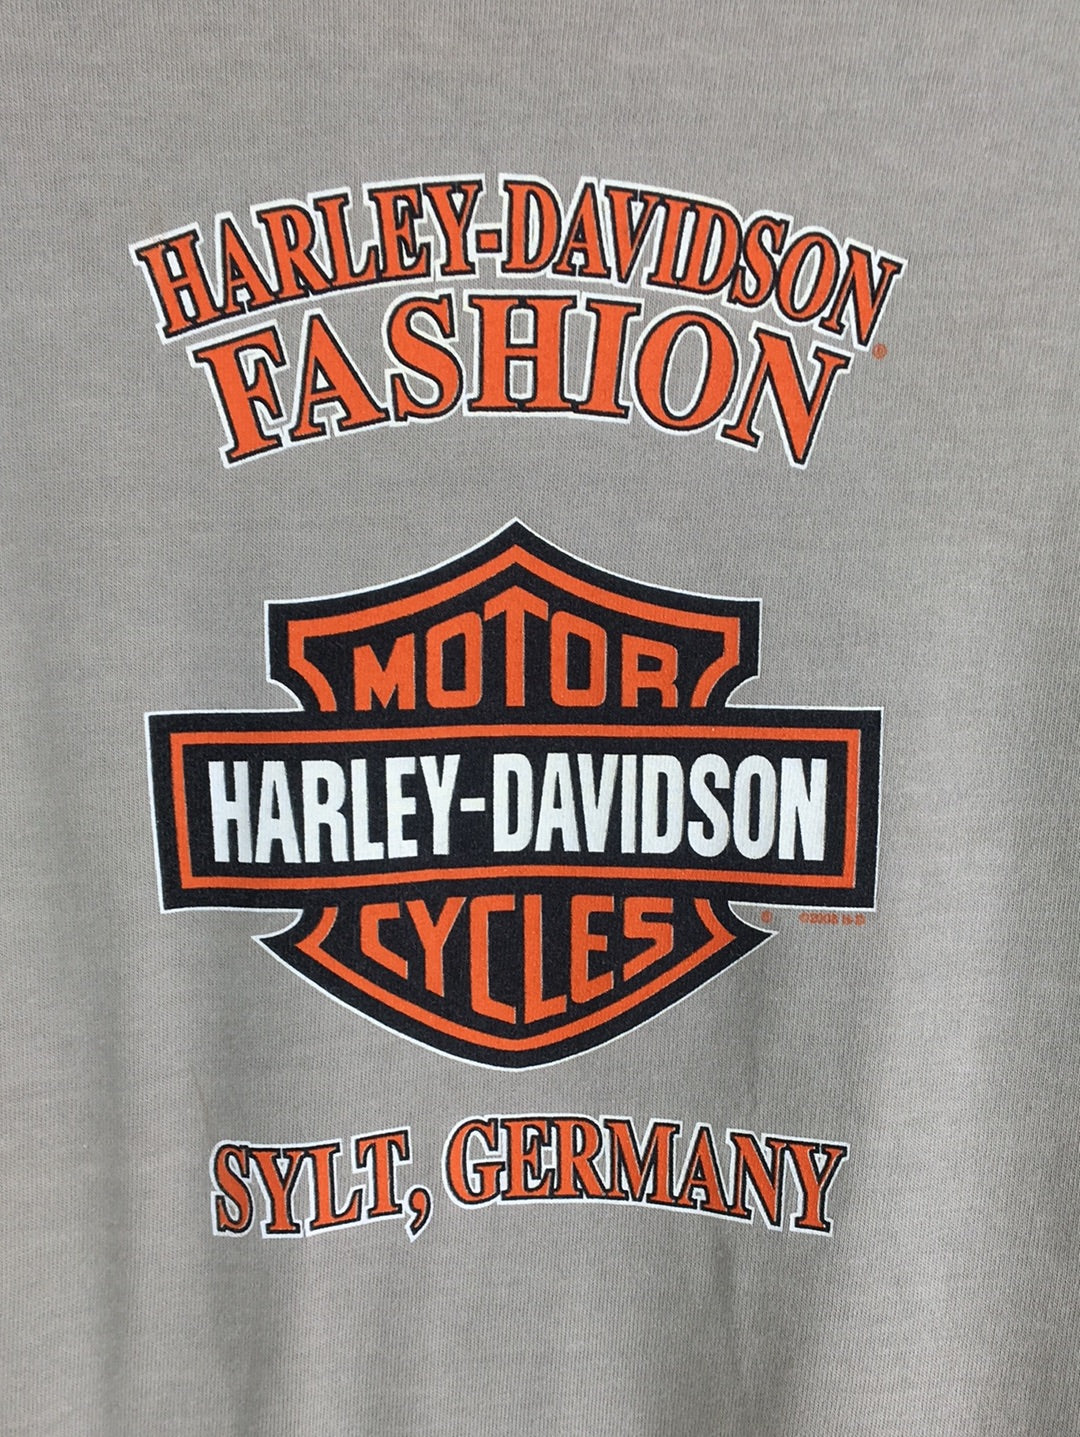 HARLEY-DAVIDSON
FASHION®
MOTOR
HARLEY-DAVIDSON
CYCLES ®
SYLT, GERMANY